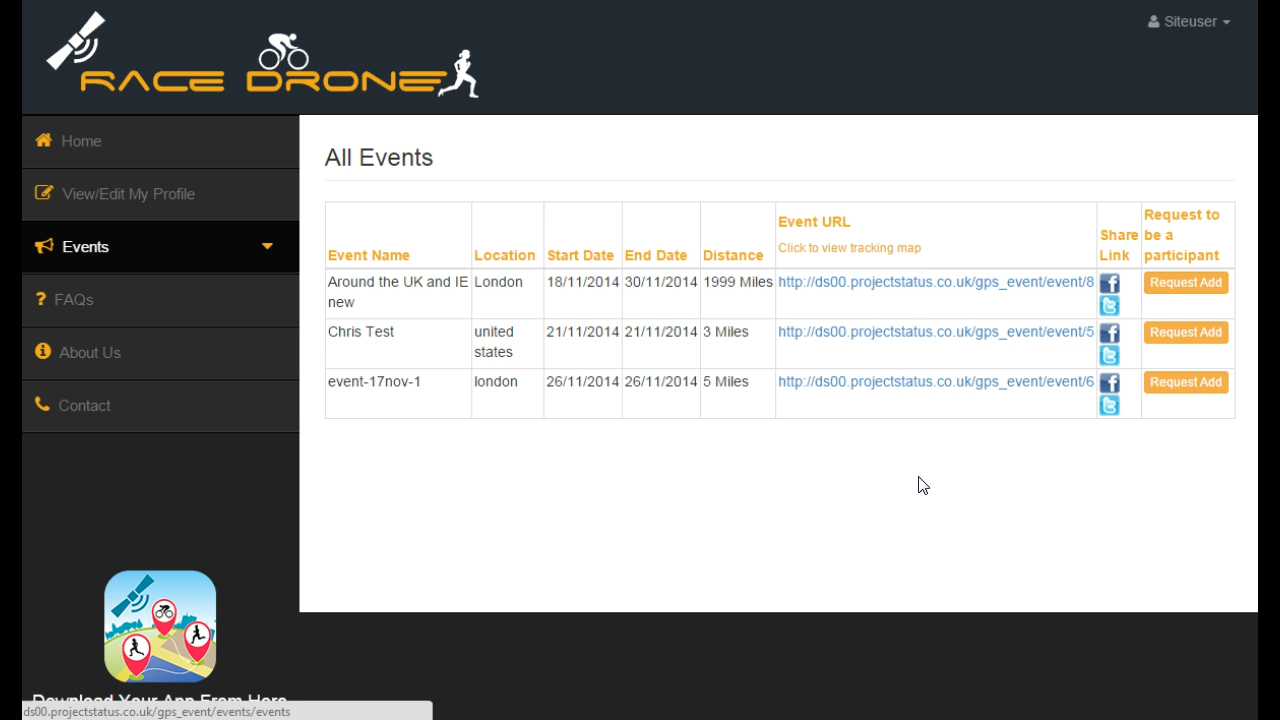 RACE DRONE
Siteuser
Home
View/Edit My Profile
Events
FAQs
About Us
Contact
All Events
Event Name Location Start Date End Date Distance Event URL Click to view tracking map Share Link Request to be a participant
Around the UK and IE new London 18/11/2014 30/11/2014 1999 Miles http://ds00.projectstatus.co.uk/gps_event/event/8 Request Add
Chris Test united states 21/11/2014 21/11/2014 3 Miles http://ds00.projectstatus.co.uk/gps_event/event/5 Request Add
event-17nov-1 london 26/11/2014 26/11/2014 5 Miles http://ds00.projectstatus.co.uk/gps_event/event/6 Request Add
Download Your App From Here
ds00.projectstatus.co.uk/gps_event/events/events